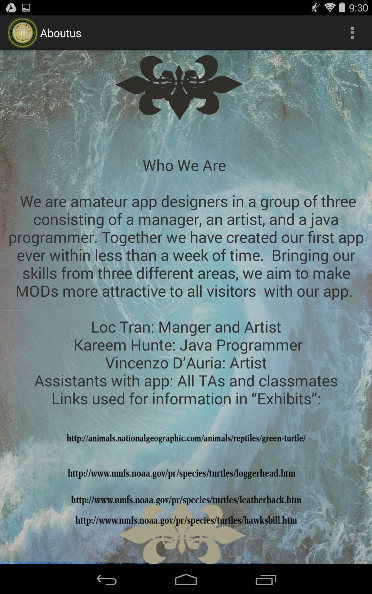 9:30
Aboutus
Who We Are
We are amateur app designers in a group of three
consisting of a manager, an artist, and a java
programmer. Together we have created our first app
ever within less than a week of time. Bringing our
skills from three different areas, we aim to make
MODs more attractive to all visitors with our app.
Loc Tran: Manger and Artist
Kareem Hunte: Java Programmer
Vincenzo D'Auria: Artist
Assistants with app: All TAs and classmates
Links used for information in “Exhibits”:
http://animals.nationalgeographic.com/animals/reptiles/green-turtle/
http://www.nmfs.noaa.gov/pr/species/turtles/loggerhead.htm
http://www.nmfs.noaa.gov/pr/species/turtles/leatherback.htm
http://www.nmfs.noaa.gov/pr/species/turtles/hawksbill.htm